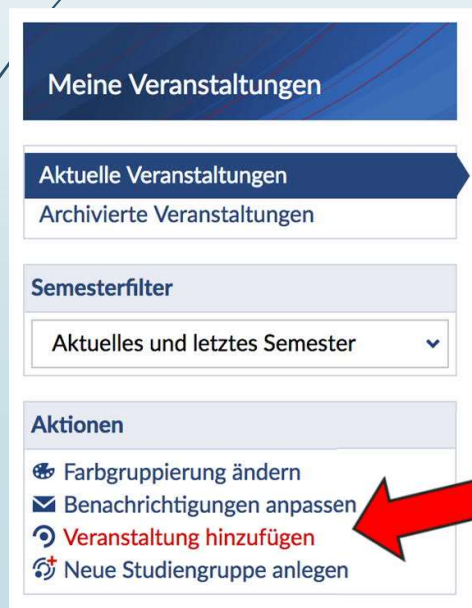 Meine Veranstaltungen
Aktuelle Veranstaltungen
Archivierte Veranstaltungen
Semesterfilter
Aktuelles und letztes Semester
Aktionen
Farbgruppierung ändern
Benachrichtigungen anpassen
Veranstaltung hinzufügen
Neue Studiengruppe anlegen